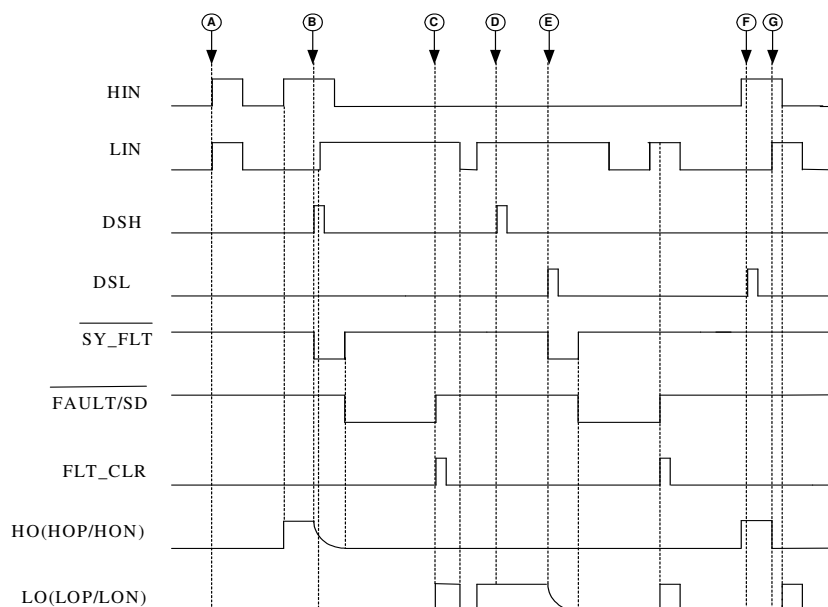 A B C D E F G
HIN
LIN
DSH
DSL
SY_FLT
FAULT/SD
FLT_CLR
HO(HOP/HON)
LO(LOP/LON)